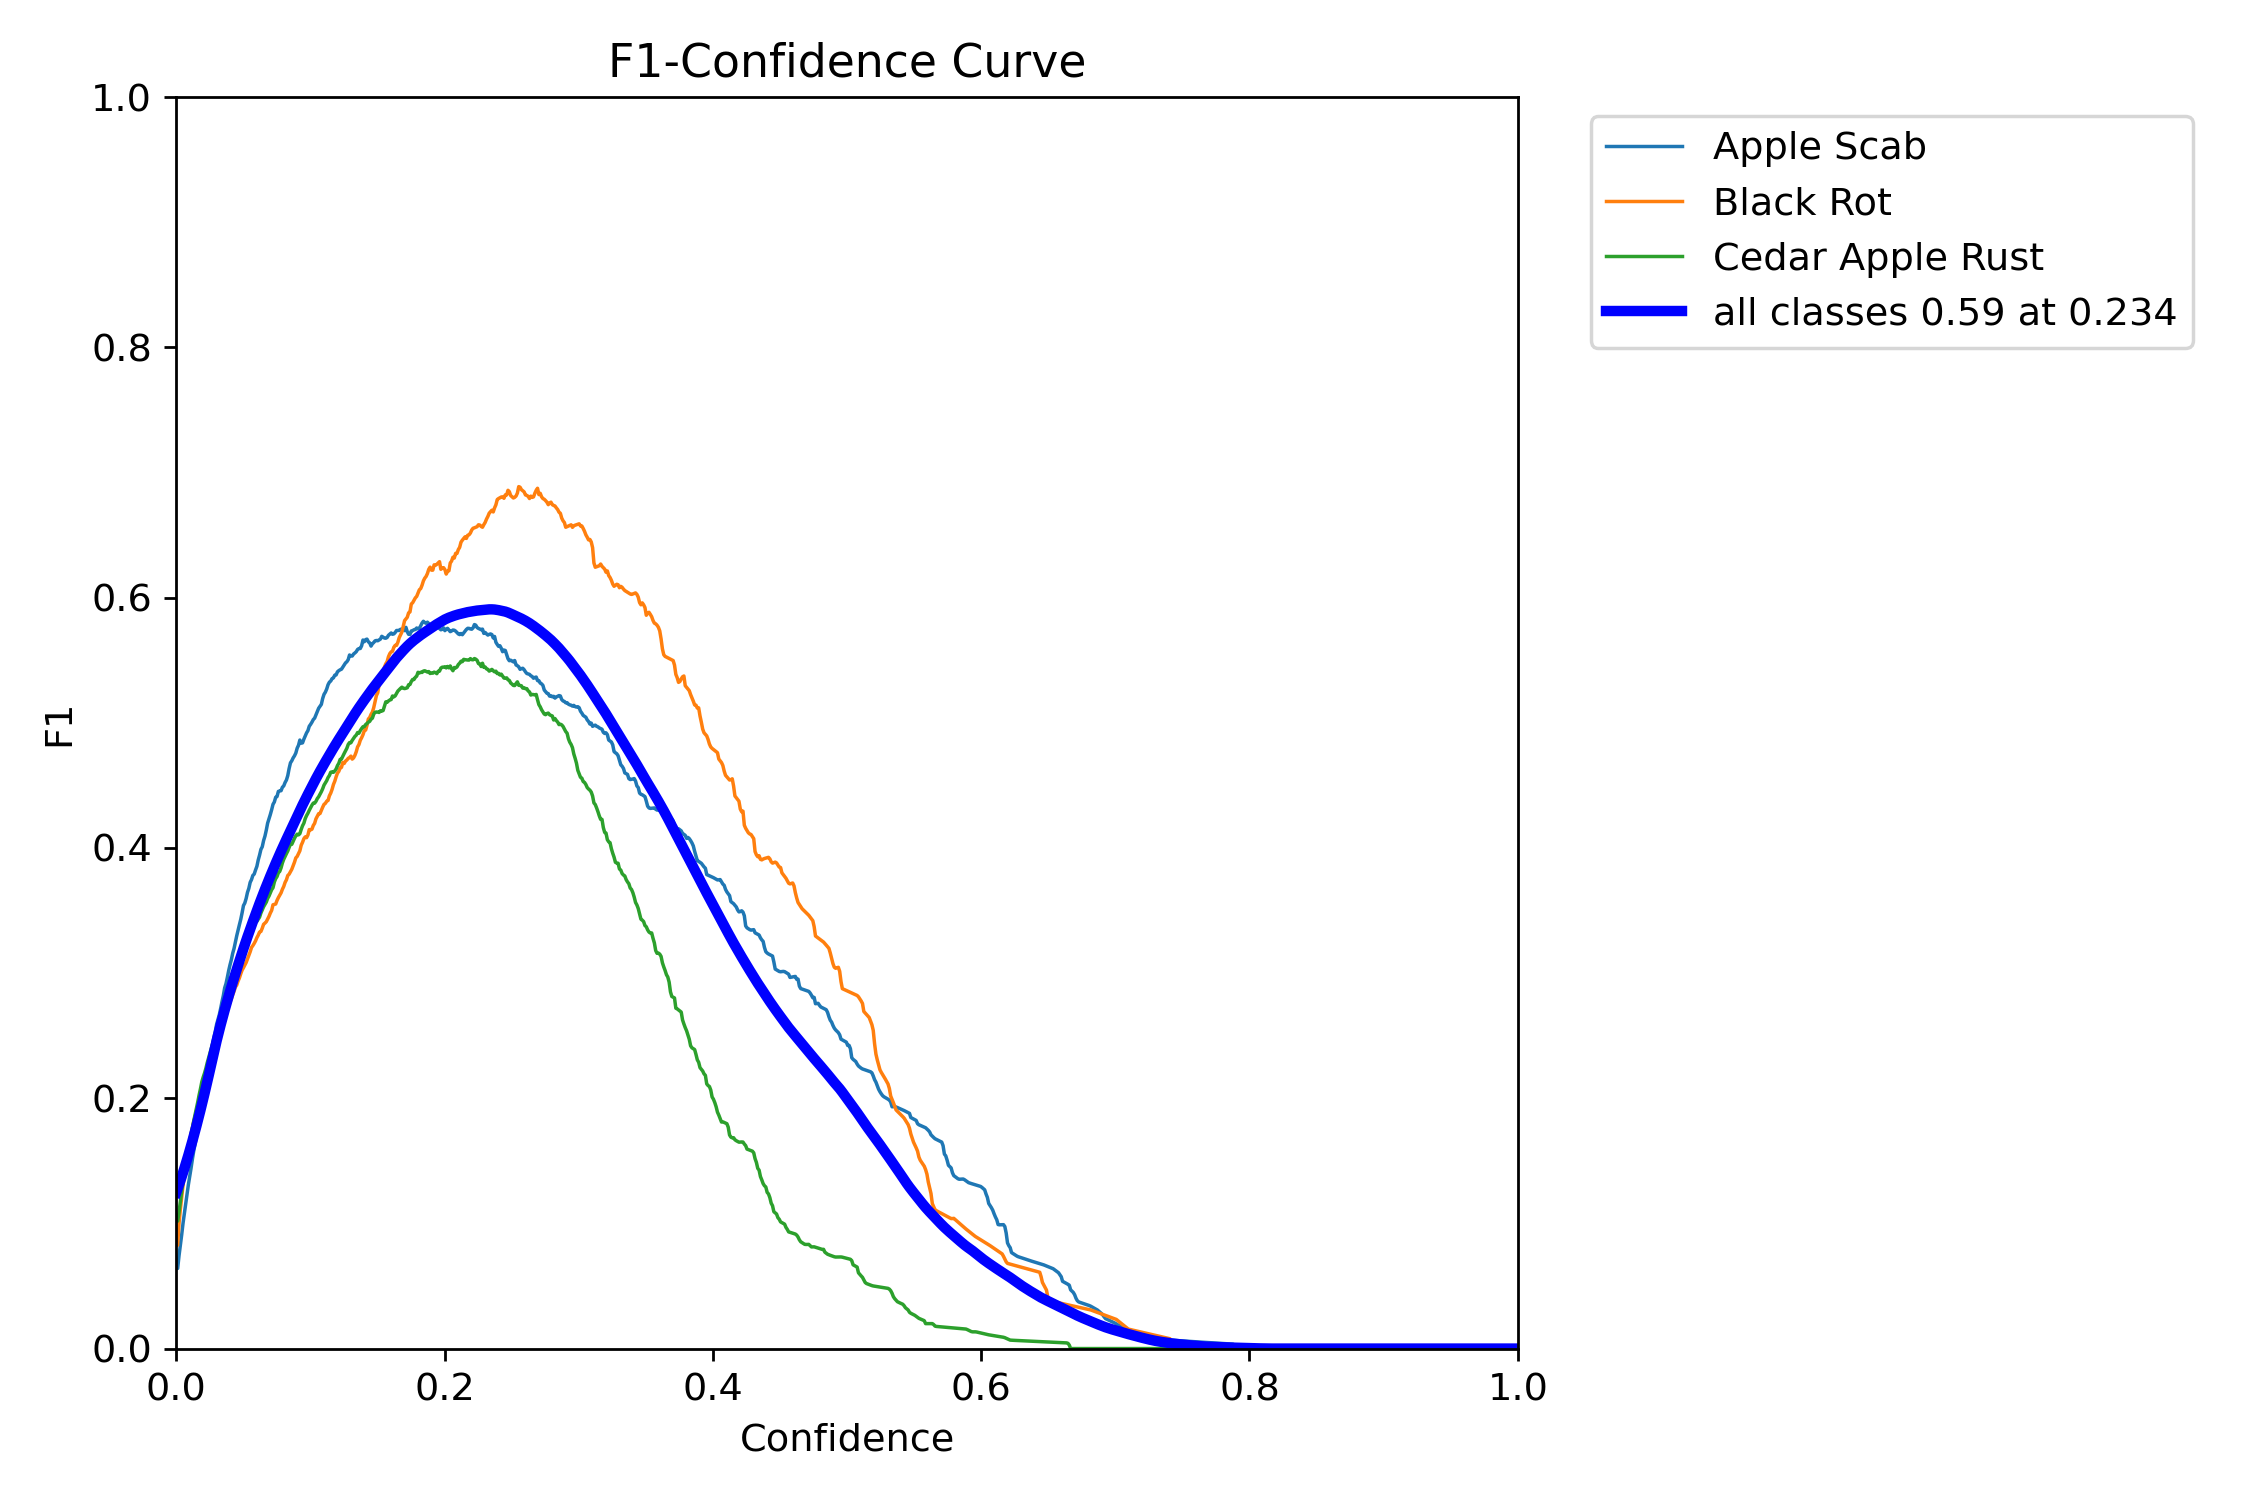 F1-Confidence Curve
1.0
0.8
0.6
0.4
0.2
0.0
F1
0.0 0.2 0.4 0.6 0.8 1.0
Confidence
Apple Scab
Black Rot
Cedar Apple Rust
all classes 0.59 at 0.234